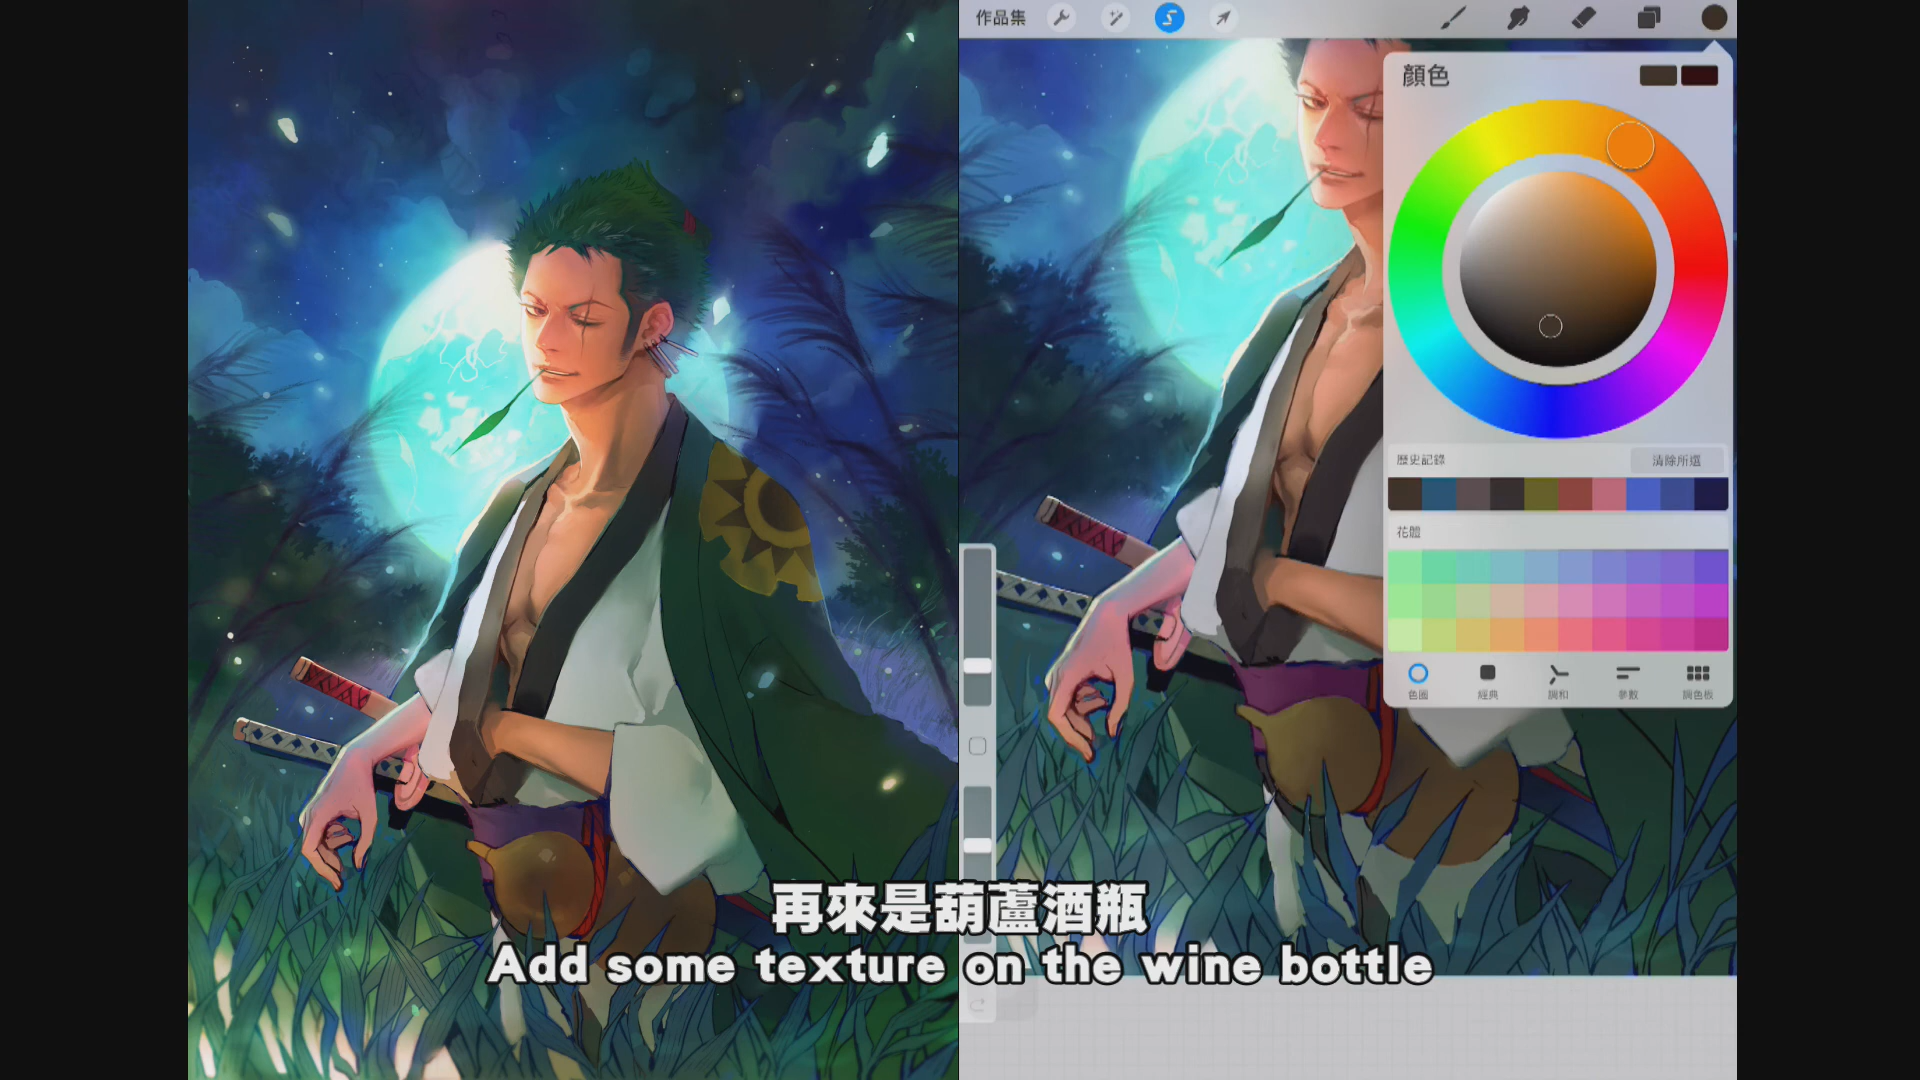 作品集
顏色
歷史記錄
清除所選
花體
色圈
經典
調和
參數
調色板
再來是葫蘆酒瓶
Add some texture on the wine bottle